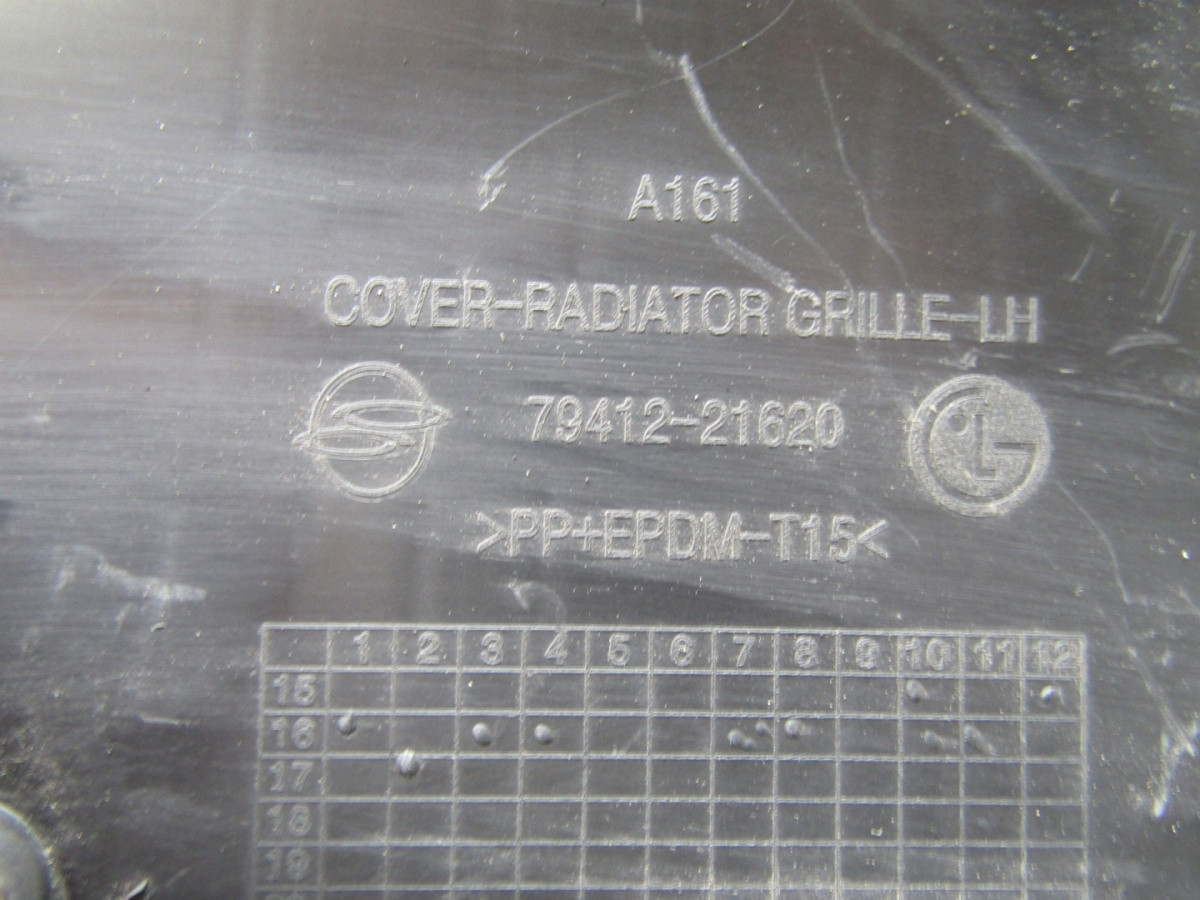 A161
COVER-RADIATOR GRILLE-LH
79412-21620
LG
>PP+EPDM-T15<
1 2 3 4 5 6 7 8 9 10 11 12
15
16
17
18
19